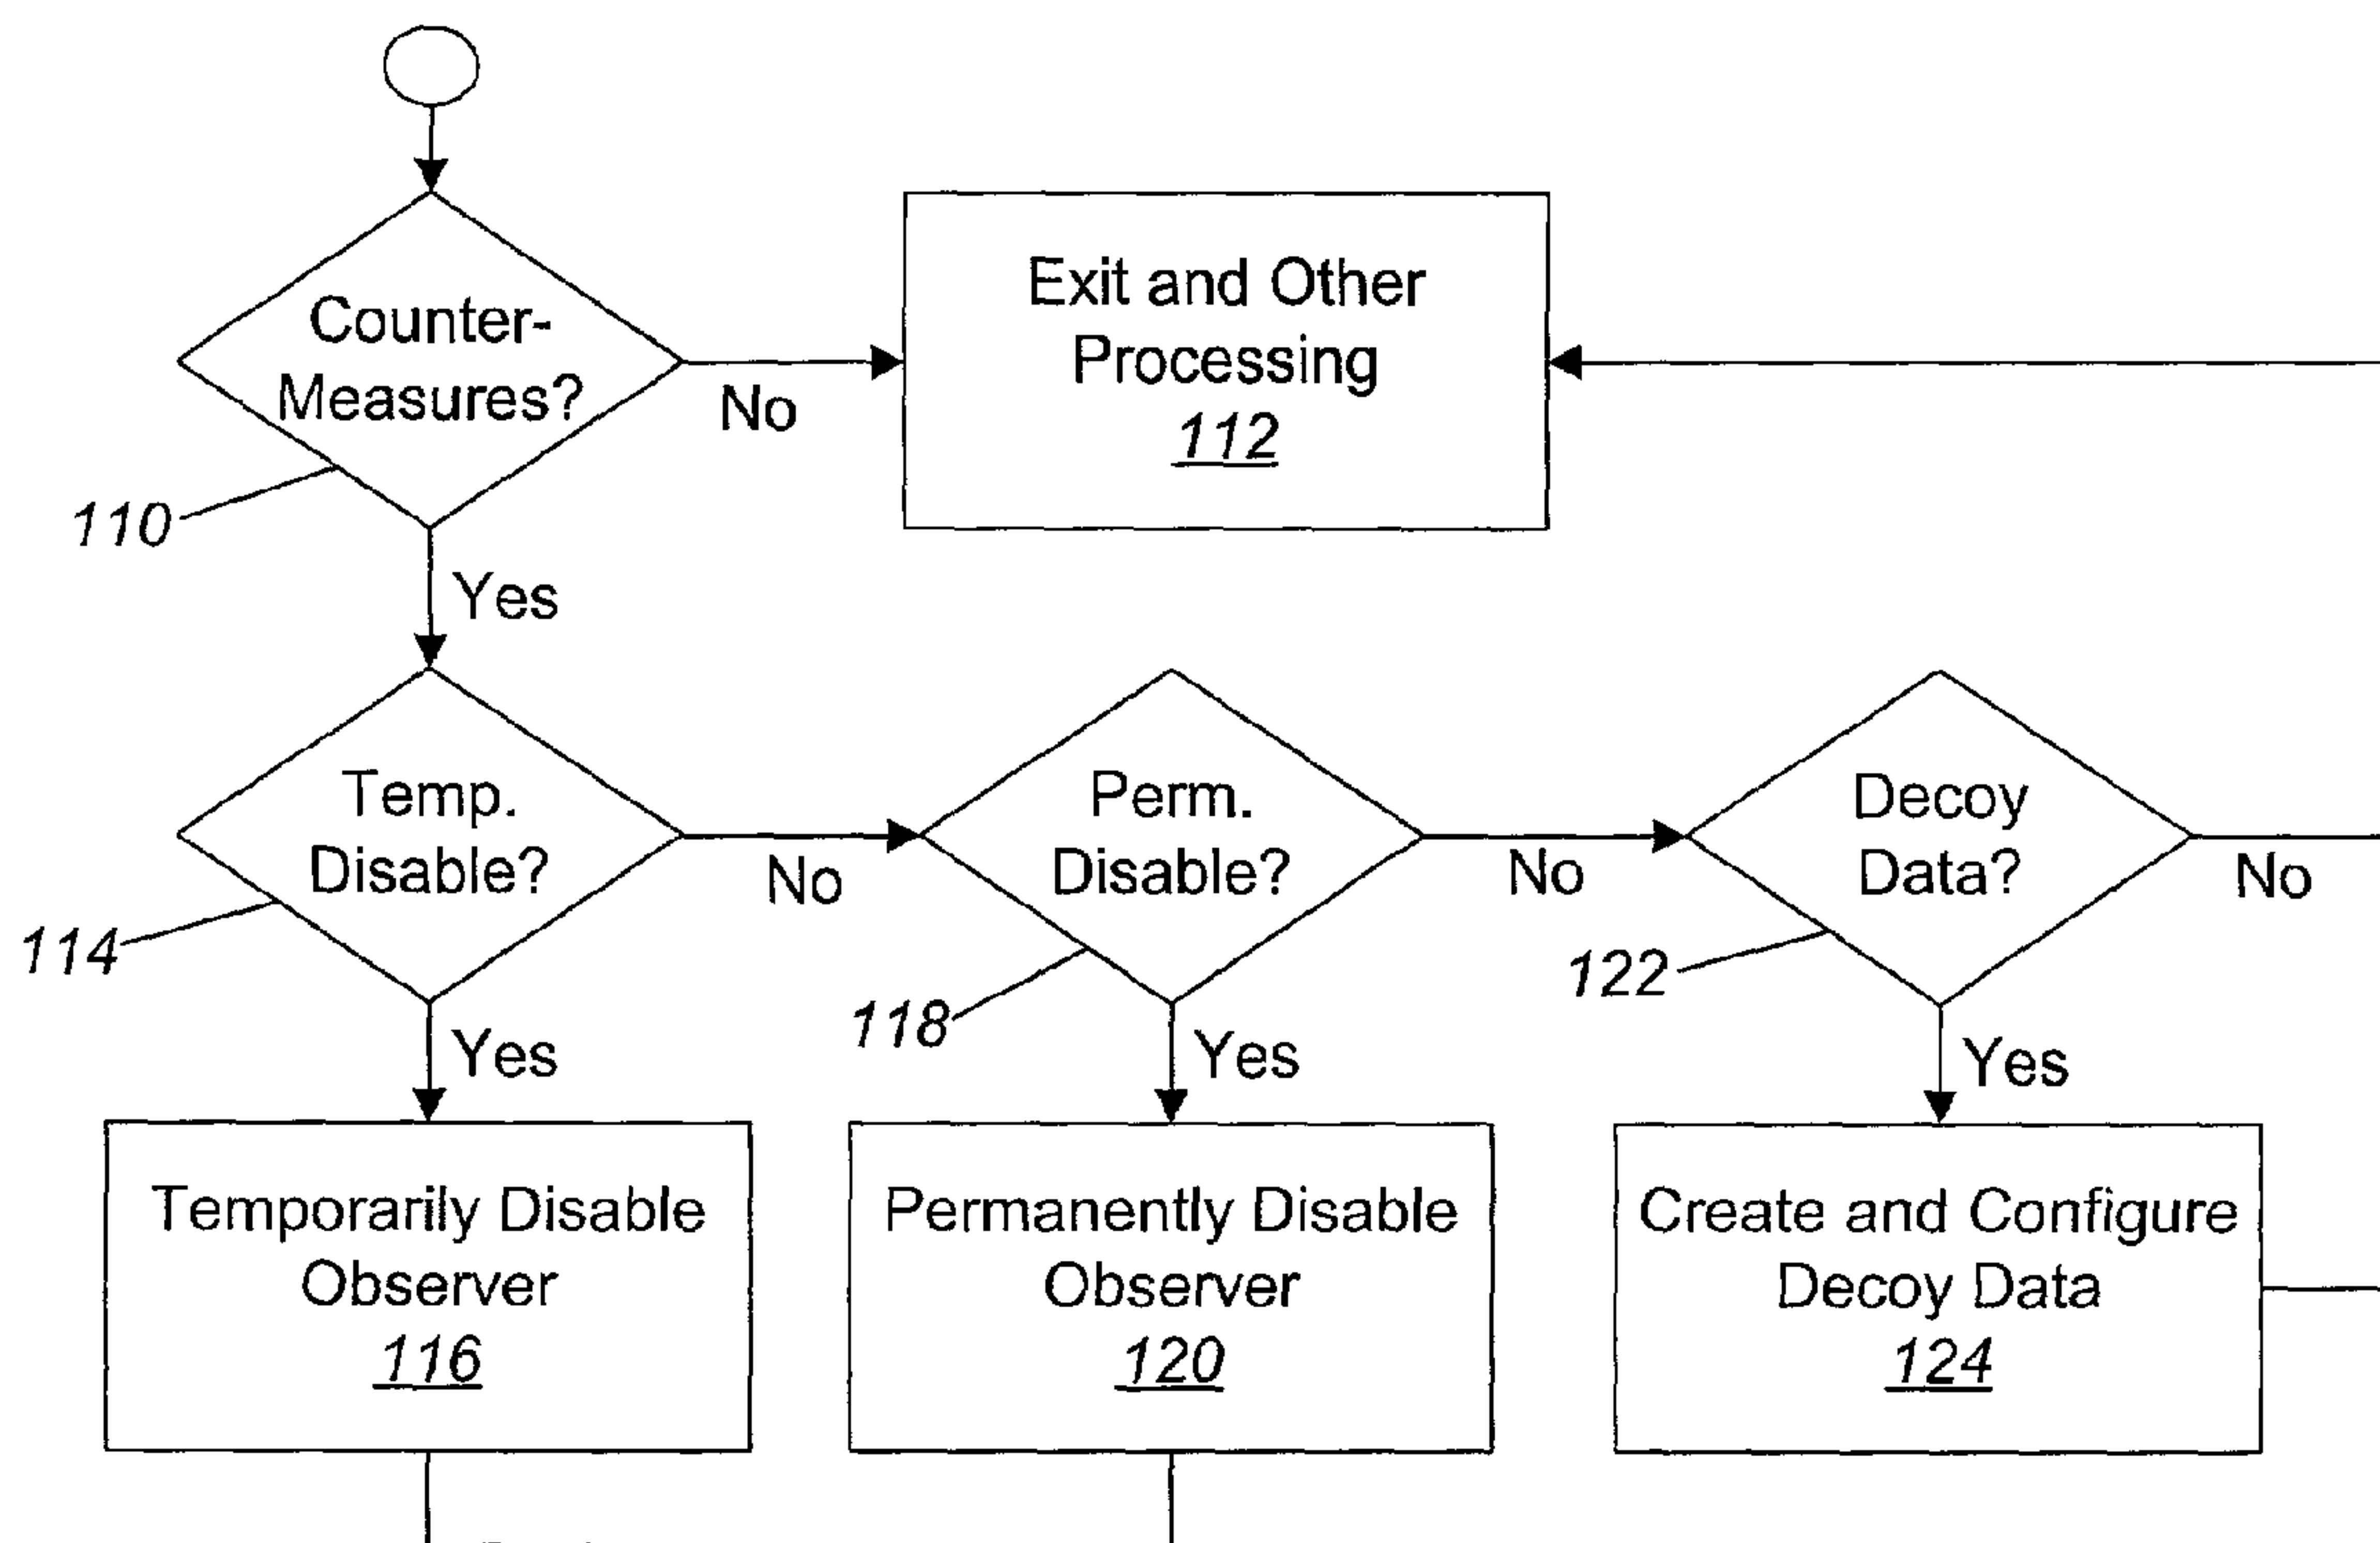 Counter-
Measures?
No
110
Yes
Exit and Other
Processing
112
Temp.
Disable?
No
114
Yes
Perm.
Disable?
No
118
Yes
Decoy
Data?
No
122
Yes
Temporarily Disable
Observer
116
Permanently Disable
Observer
120
Create and Configure
Decoy Data
124